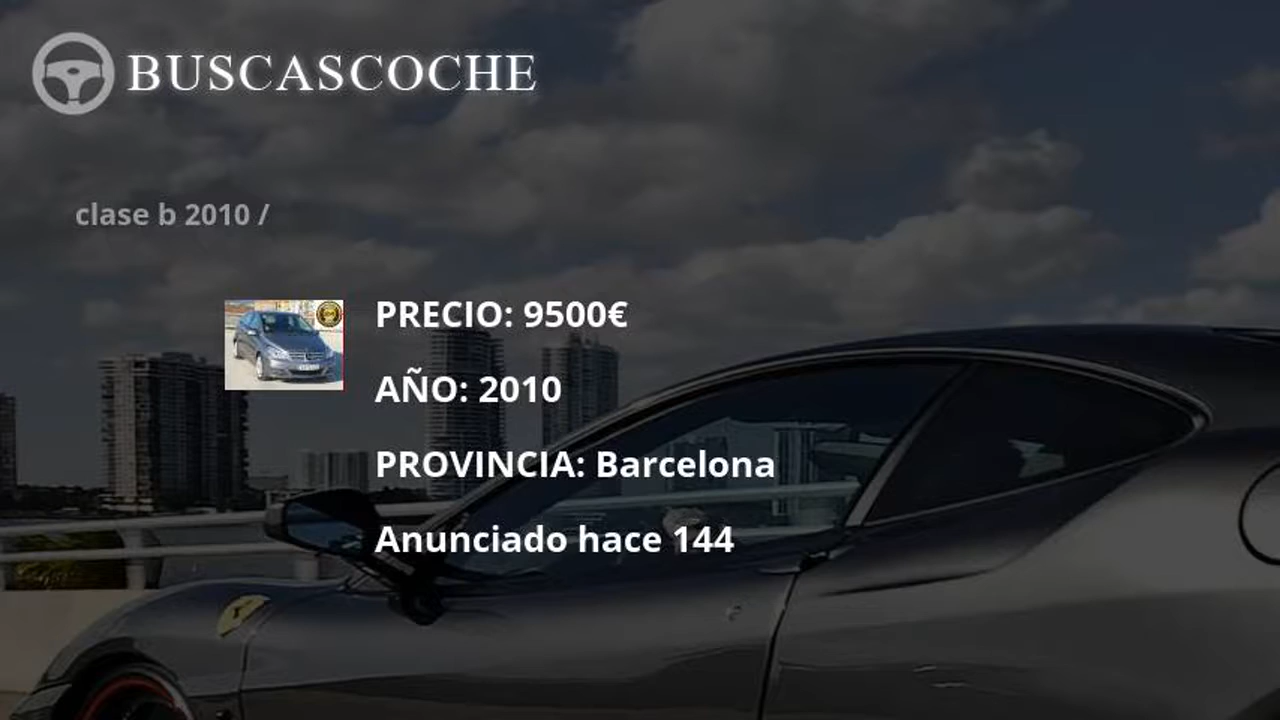 BUSCASCOCHE
clase b 2010 /
PRECIO: 9500€
AÑO: 2010
PROVINCIA: Barcelona
Anunciado hace 144